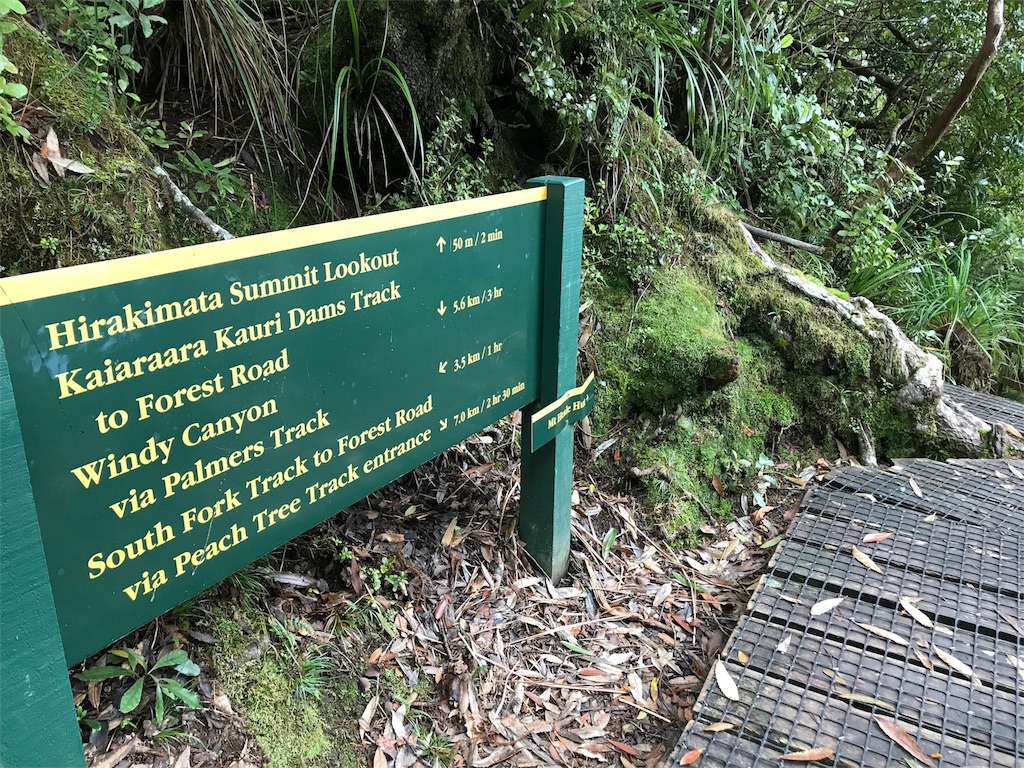 Hirakimata Summit Lookout ↑ 50 m / 2 min
Kaiaraara Kauri Dams Track ↓ 5.6 km / 3 hr
to Forest Road
Windy Canyon ↙ 3.5 km / 1 hr
via Palmers Track
South Fork Track to Forest Road ↘ 7.0 km / 2 hr 30 min
via Peach Tree Track entrance
Mt